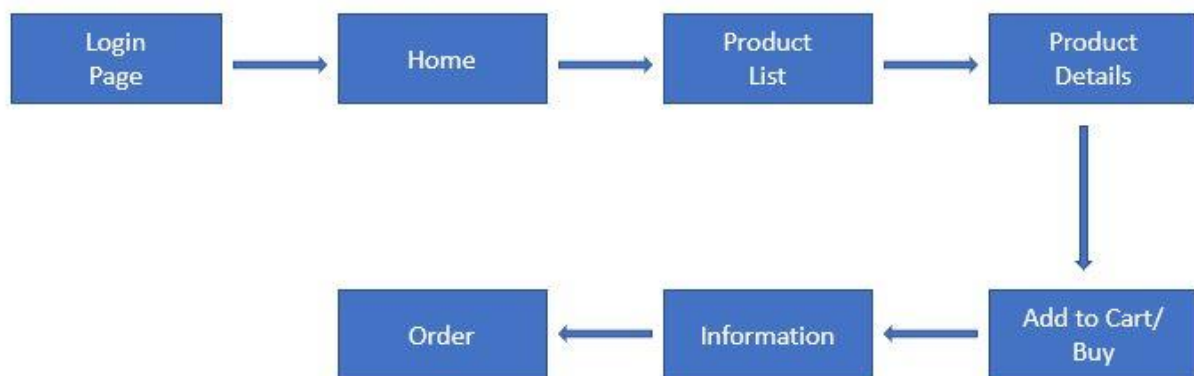 Login
Page
Home
Product
List
Product
Details
Add to Cart/
Buy
Information
Order